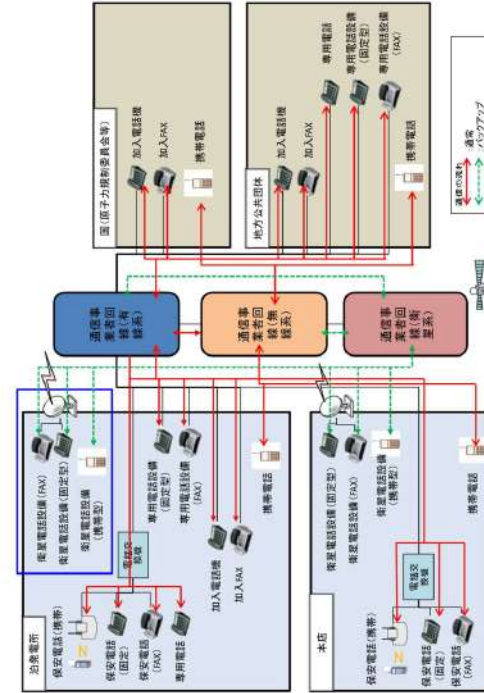 泊発電所
衛星電話設備(FAX)
衛星電話設備(固定型)
衛星電話設備
(携帯型)
電話交
換機
保安電話(携帯)
保安電話
(固定)
保安電話
(FAX)
専用電話
専用電話設備
(固定型)
専用電話設備
(FAX)
加入電話機
加入FAX
携帯電話
本店
衛星電話設備(固定型)
衛星電話設備(FAX)
衛星電話設備
(携帯型)
電話交
換機
保安電話(携帯)
保安電話
(固定)
保安電話
(FAX)
携帯電話
通信事
業者回
線(有
線系)
通信事
業者回
線(無
線系)
通信事
業者回
線(衛
星系)
国(原子力規制委員会等)
加入電話機
加入FAX
携帯電話
地方公共団体
加入電話機
加入FAX
専用電話
専用電話設備
(固定型)
専用電話設備
(FAX)
携帯電話
通信の流れ
:通常
:バックアップ